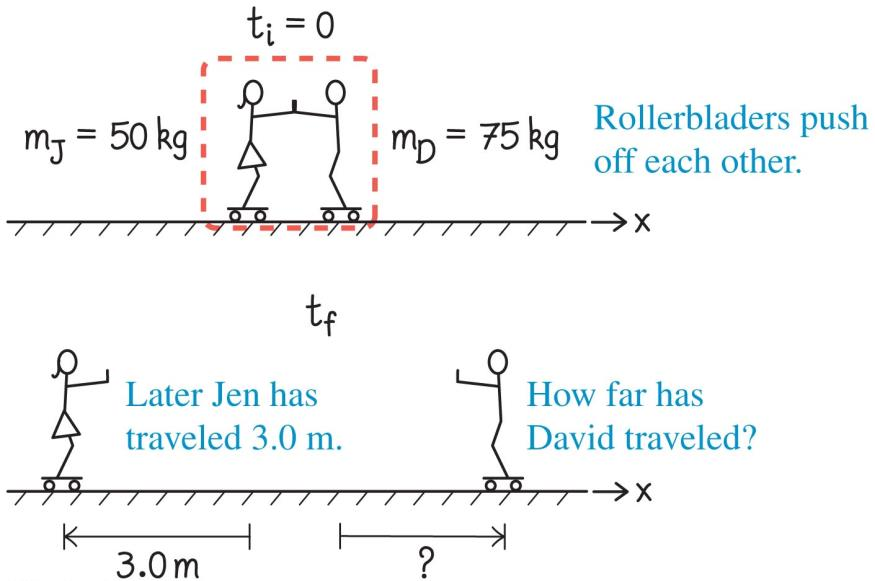 tᵢ = 0
m_J = 50 kg
m_D = 75 kg
Rollerbladers push
off each other.
x
t_f
Later Jen has
traveled 3.0 m.
How far has
David traveled?
x
3.0 m
?